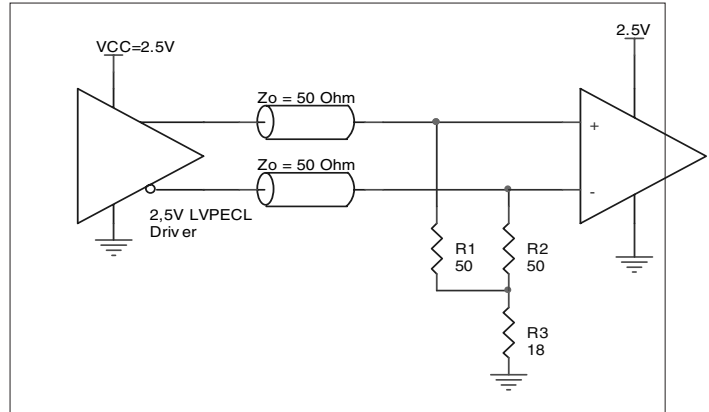 VCC=2.5V
2.5V
Zo = 50 Ohm
+
Zo = 50 Ohm
-
2,5V LVPECL
Driver
R1
50
R2
50
R3
18